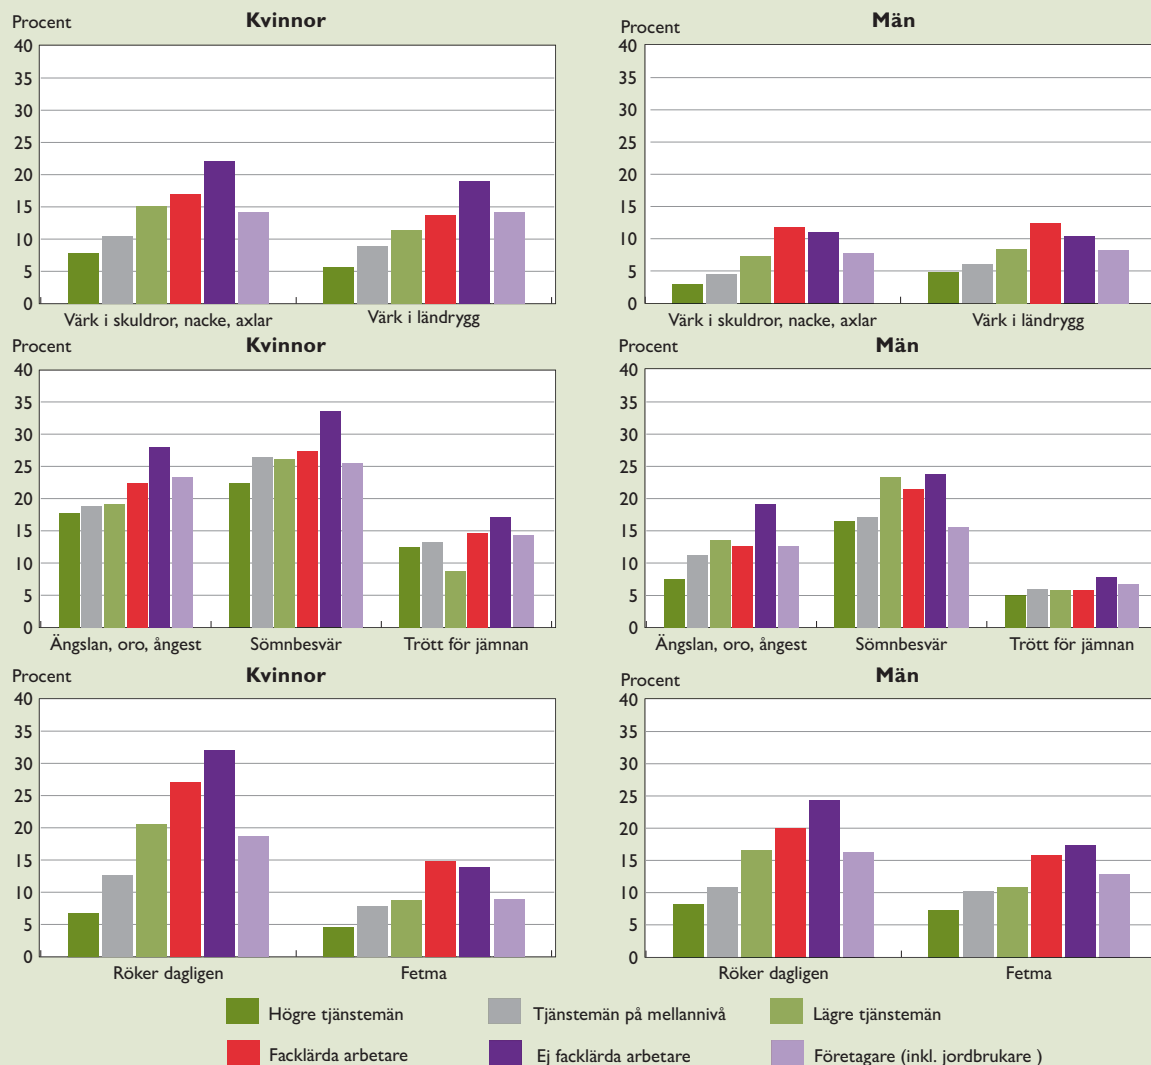 Procent
Kvinnor
40
35
30
25
20
15
10
5
0
Värk i skuldror, nacke, axlar
Värk i ländrygg
Procent
Män
40
35
30
25
20
15
10
5
0
Värk i skuldror, nacke, axlar
Värk i ländrygg
Procent
Kvinnor
40
35
30
25
20
15
10
5
0
Ängslan, oro, ångest
Sömnbesvär
Trött för jämnan
Procent
Män
40
35
30
25
20
15
10
5
0
Ängslan, oro, ångest
Sömnbesvär
Trött för jämnan
Procent
Kvinnor
40
35
30
25
20
15
10
5
0
Röker dagligen
Fetma
Procent
Män
40
35
30
25
20
15
10
5
0
Röker dagligen
Fetma
Högre tjänstemän
Tjänstemän på mellannivå
Lägre tjänstemän
Facklärda arbetare
Ej facklärda arbetare
Företagare (inkl. jordbrukare )